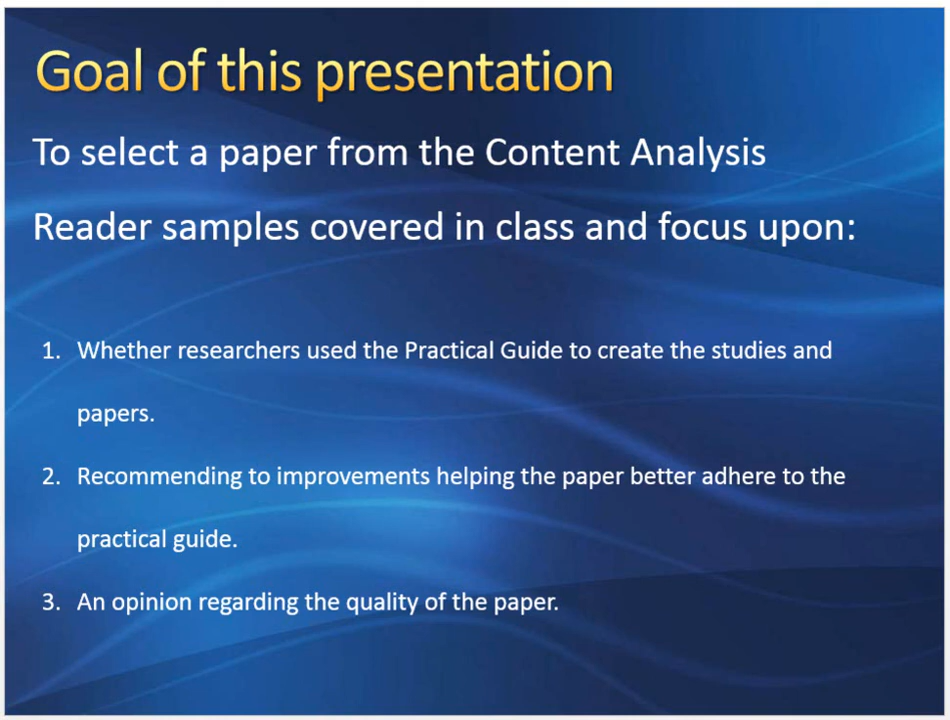 Goal of this presentation
To select a paper from the Content Analysis
Reader samples covered in class and focus upon:
1. Whether researchers used the Practical Guide to create the studies and
papers.
2. Recommending to improvements helping the paper better adhere to the
practical guide.
3. An opinion regarding the quality of the paper.